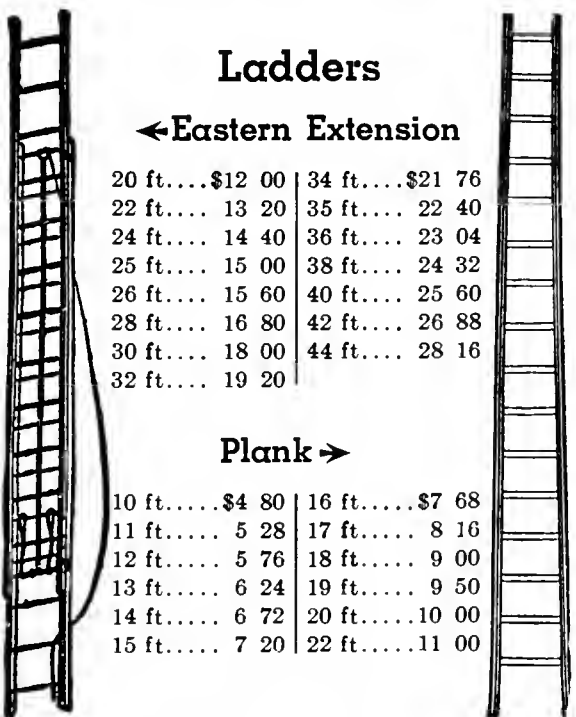 Ladders
←Eastern Extension
20 ft....$12 00 | 34 ft....$21 76
22 ft.... 13 20 | 35 ft.... 22 40
24 ft.... 14 40 | 36 ft.... 23 04
25 ft.... 15 00 | 38 ft.... 24 32
26 ft.... 15 60 | 40 ft.... 25 60
28 ft.... 16 80 | 42 ft.... 26 88
30 ft.... 18 00 | 44 ft.... 28 16
32 ft.... 19 20 |
Plank→
10 ft.....$4 80 | 16 ft.....$7 68
11 ft..... 5 28 | 17 ft..... 8 16
12 ft..... 5 76 | 18 ft..... 9 00
13 ft..... 6 24 | 19 ft..... 9 50
14 ft..... 6 72 | 20 ft.....10 00
15 ft..... 7 20 | 22 ft.....11 00